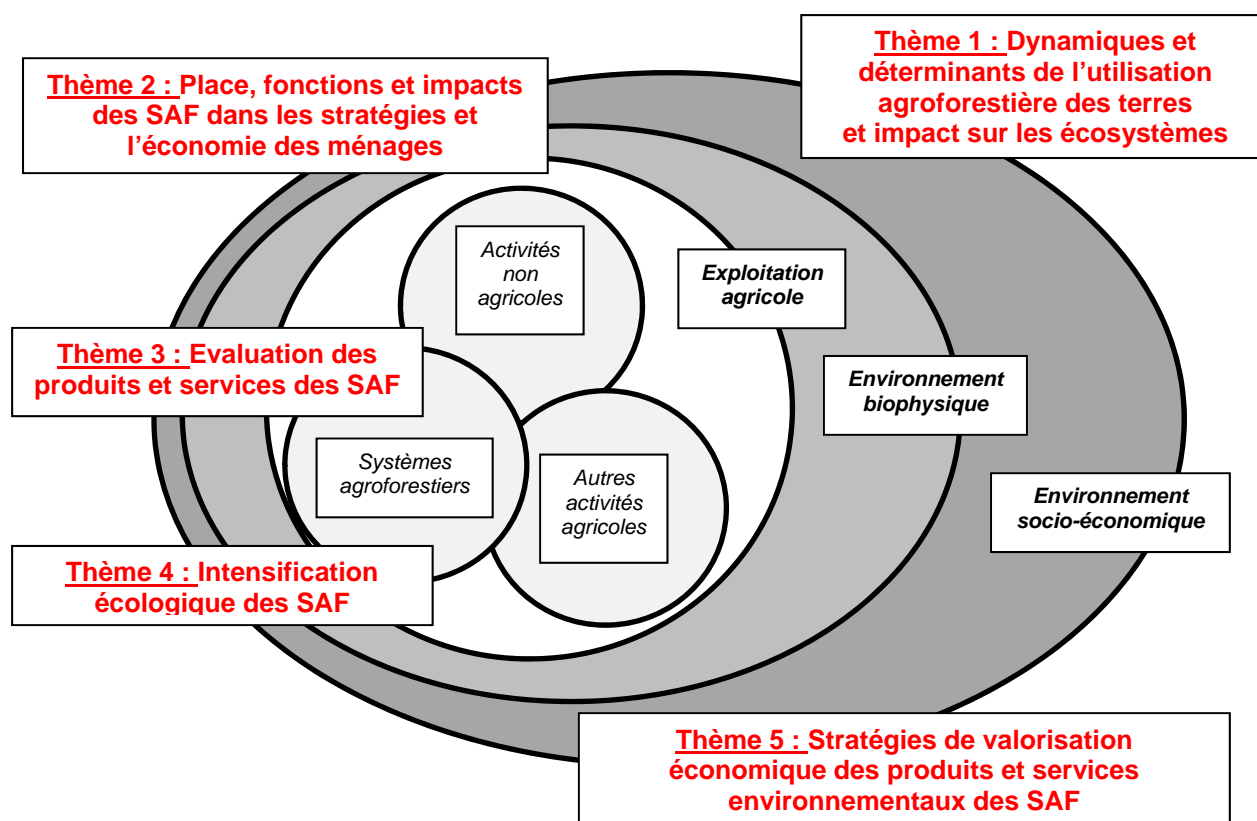 Thème 1 : Dynamiques et
déterminants de l'utilisation
agroforestière des terres
et impact sur les écosystèmes
Thème 2 : Place, fonctions et impacts
des SAF dans les stratégies et
l'économie des ménages
Activités
non
agricoles
Exploitation
agricole
Thème 3 : Evaluation des
produits et services des SAF
Environnement
biophysique
Systèmes
agroforestiers
Autres
activités
agricoles
Environnement
socio-économique
Thème 4 : Intensification
écologique des SAF
Thème 5 : Stratégies de valorisation
économique des produits et services
environnementaux des SAF